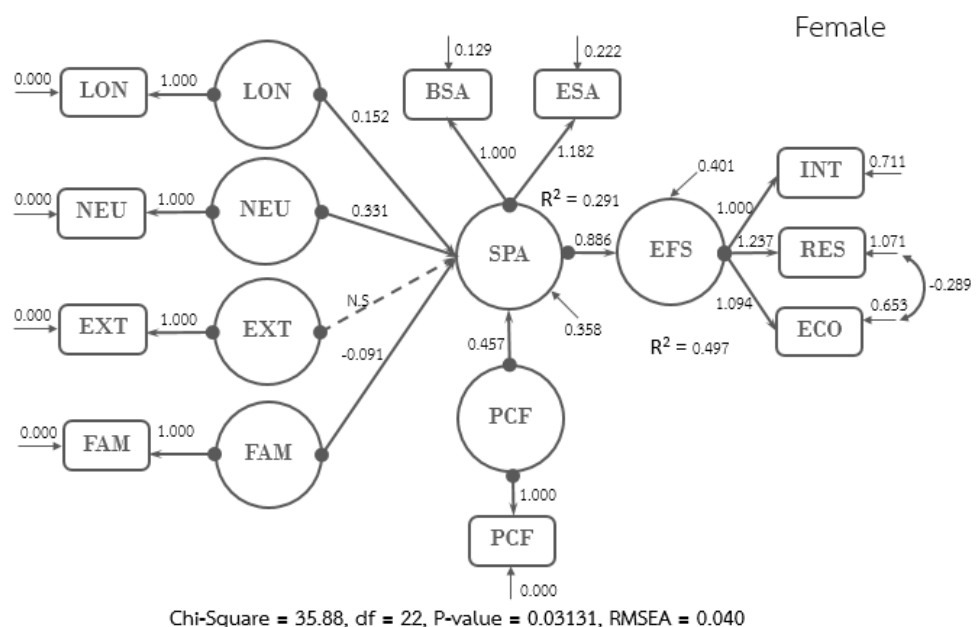 Female
0.000
LON
1.000
LON
0.152
0.129
BSA
0.222
ESA
1.000
1.182
0.000
NEU
1.000
NEU
0.331
R² = 0.291
SPA
0.886
0.401
EFS
1.000
INT
0.711
1.237
RES
1.071
-0.289
1.094
ECO
0.653
0.000
EXT
1.000
EXT
N.S
0.358
R² = 0.497
-0.091
0.457
0.000
FAM
1.000
FAM
PCF
1.000
PCF
0.000
Chi-Square = 35.88, df = 22, P-value = 0.03131, RMSEA = 0.040